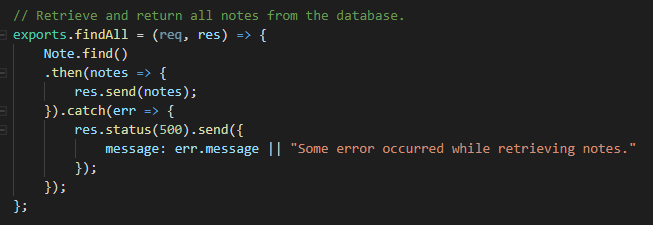 // Retrieve and return all notes from the database.
exports.findAll = (req, res) => {
    Note.find()
    .then(notes => {
        res.send(notes);
    }).catch(err => {
        res.status(500).send({
            message: err.message || "Some error occurred while retrieving notes."
        });
    });
};